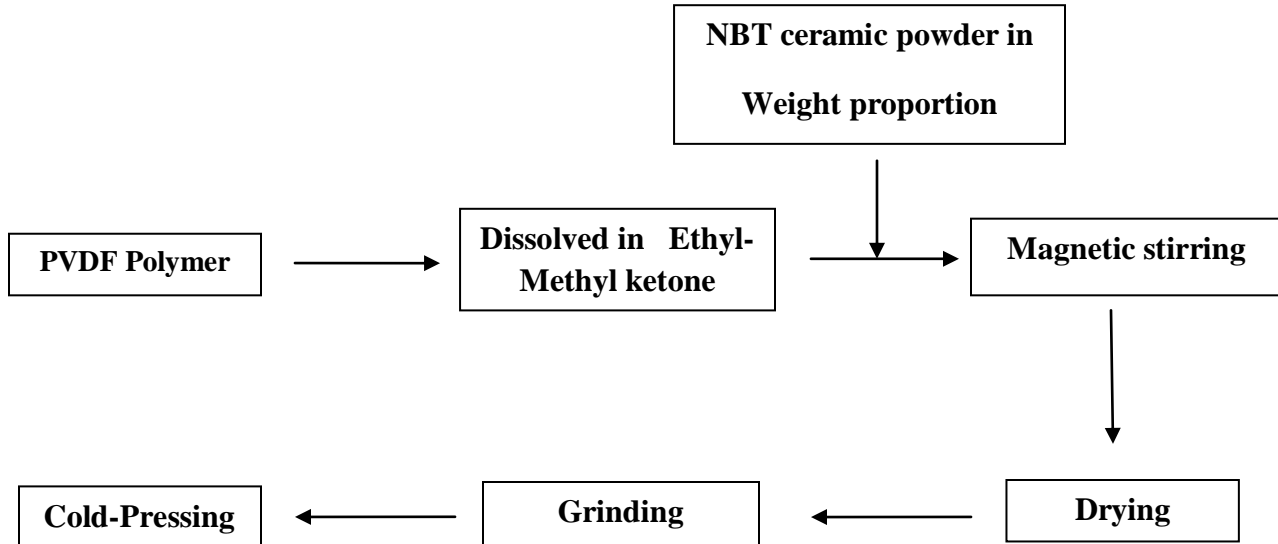 NBT ceramic powder in
Weight proportion
PVDF Polymer
Dissolved in Ethyl-
Methyl ketone
Magnetic stirring
Drying
Grinding
Cold-Pressing